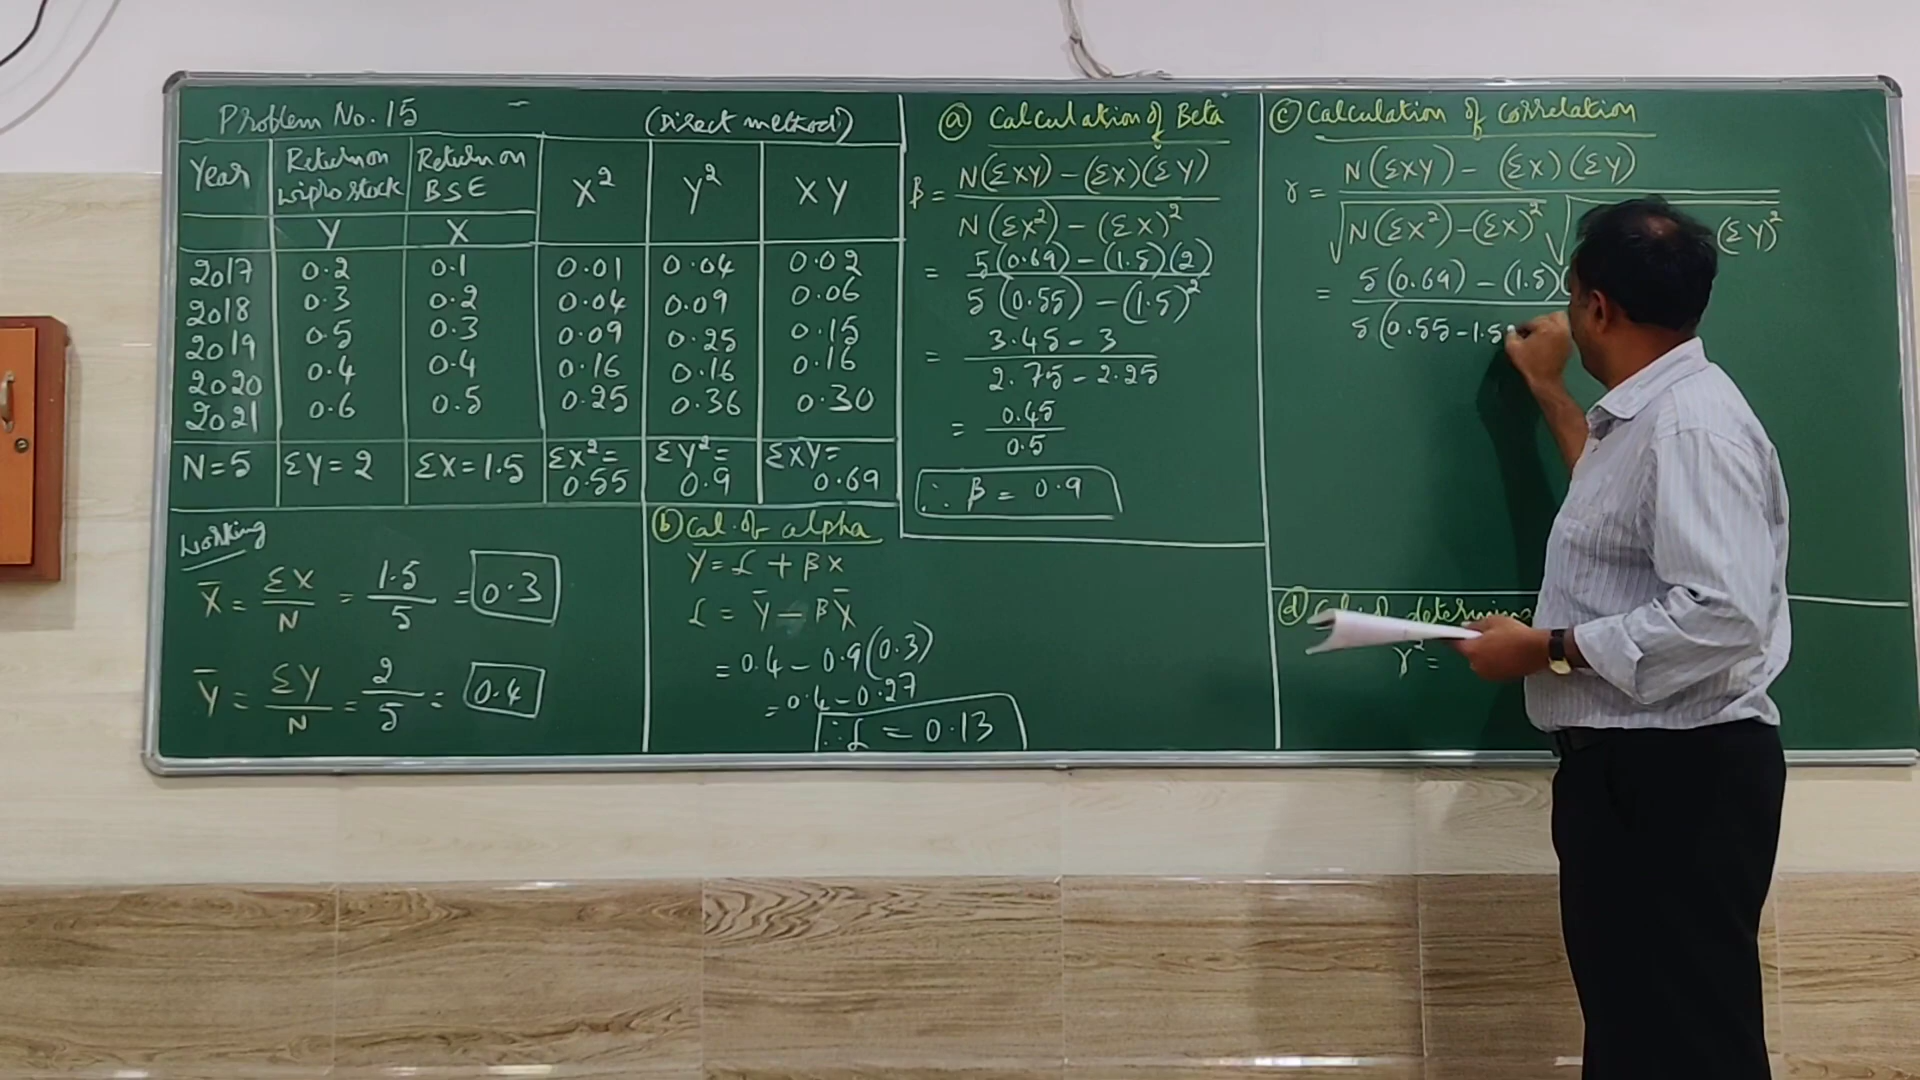 Problem No. 15 (Direct method)
Year Return on Wipro stock Return on BSE X² Y² XY
Y X
2017 0.2 0.1 0.01 0.04 0.02
2018 0.3 0.2 0.04 0.09 0.06
2019 0.5 0.3 0.09 0.25 0.15
2020 0.4 0.4 0.16 0.16 0.16
2021 0.6 0.5 0.25 0.36 0.30
N=5 ΣY=2 ΣX=1.5 ΣX²=0.55 ΣY²=0.9 ΣXY=0.69
Working
X̄ = ΣX/N = 1.5/5 = 0.3
Ȳ = ΣY/N = 2/5 = 0.4
(b) Cal. of alpha
Y = £ + βX
£ = Ȳ - βX̄
= 0.4 - 0.9(0.3)
= 0.4 - 0.27
∴ £ = 0.13
(a) Calculation of Beta
β = N(ΣXY) - (ΣX)(ΣY)
N(ΣX²) - (ΣX)²
= 5(0.69) - (1.5)(2)
5(0.55) - (1.5)²
= 3.45 - 3
2.75 - 2.25
= 0.45
0.5
∴ β = 0.9
(c) Calculation of Correlation
r = N(ΣXY) - (ΣX)(ΣY)
√N(ΣX²) - (ΣX)² √ (ΣY)²
= 5(0.69) - (1.5)(
5(0.55 - 1.5
(d) Cal. of
r² =